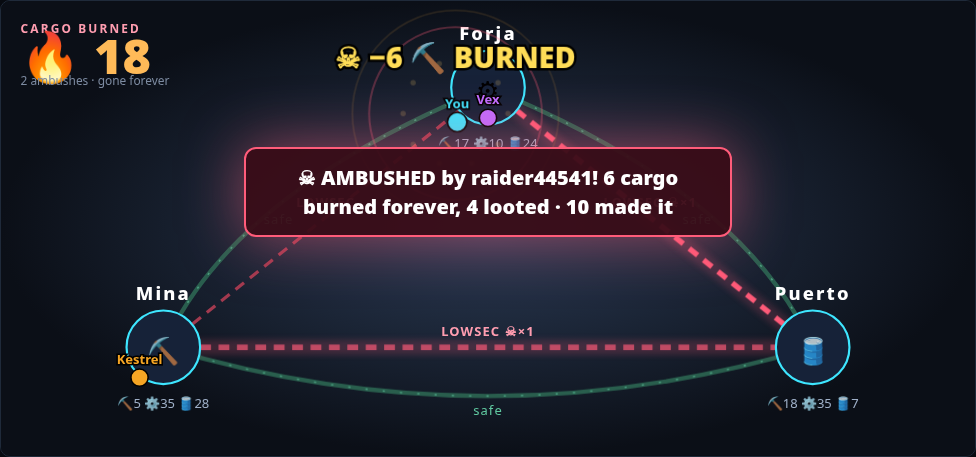 CARGO BURNED
🔥 18
2 ambushes · gone forever
Forja
☠ −6 ⛏️ BURNED
You
Vex
⛏️17 ⚙️10 🛢️24
☠ AMBUSHED by raider44541! 6 cargo
burned forever, 4 looted · 10 made it
Mina
Puerto
LOWSEC ☠×1
Kestrel
⛏️5 ⚙️35 🛢️28
⛏️18 ⚙️35 🛢️7
safe